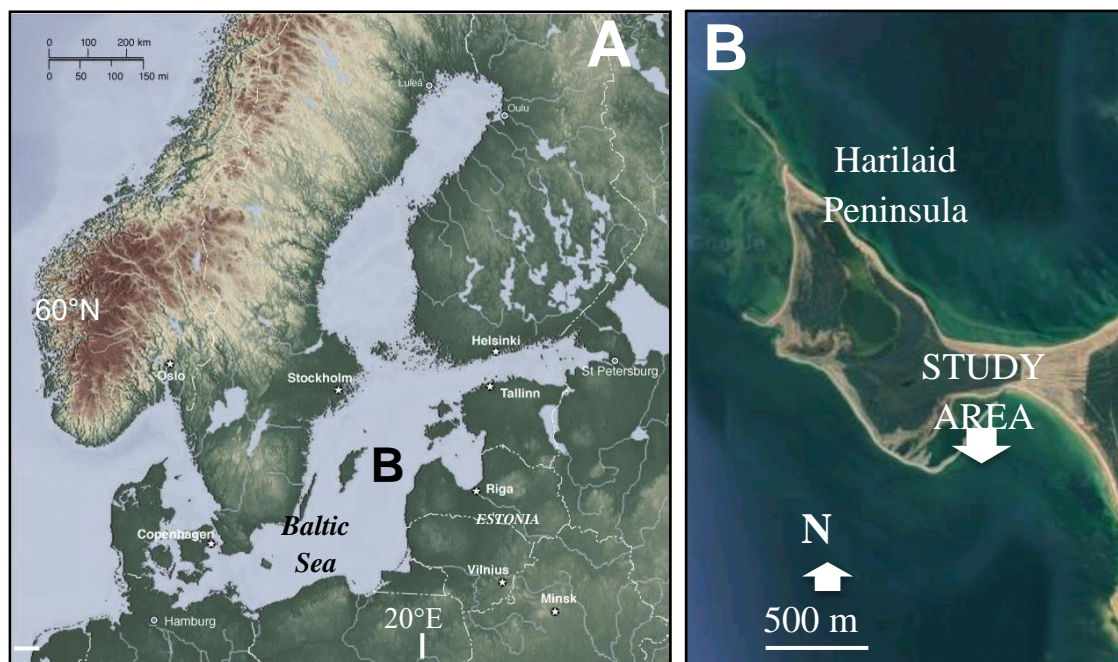 A
0 100 200 km
0 50 100 150 mi
Luleå
Oulu
60°N
Oslo
Stockholm
Helsinki
St Petersburg
Tallinn
B
Riga
ESTONIA
Baltic
Sea
Copenhagen
Vilnius
Minsk
Hamburg
20°E
B
Harilaid
Peninsula
Google
STUDY
AREA
N
500 m